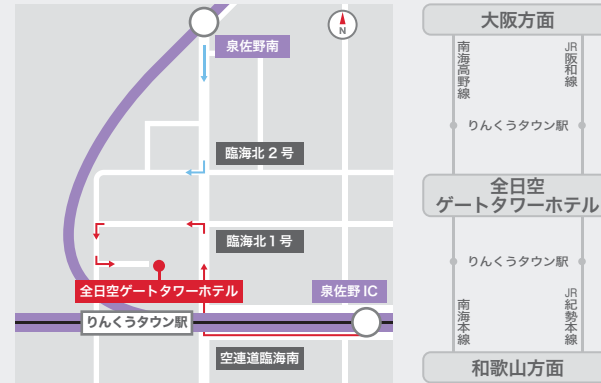 泉佐野南
N
臨海北2号
臨海北1号
全日空ゲートタワーホテル
泉佐野IC
りんくうタウン駅
空連道臨海南
大阪方面
南海高野線
JR阪和線
りんくうタウン駅
全日空
ゲートタワーホテル
りんくうタウン駅
南海本線
JR紀勢本線
和歌山方面